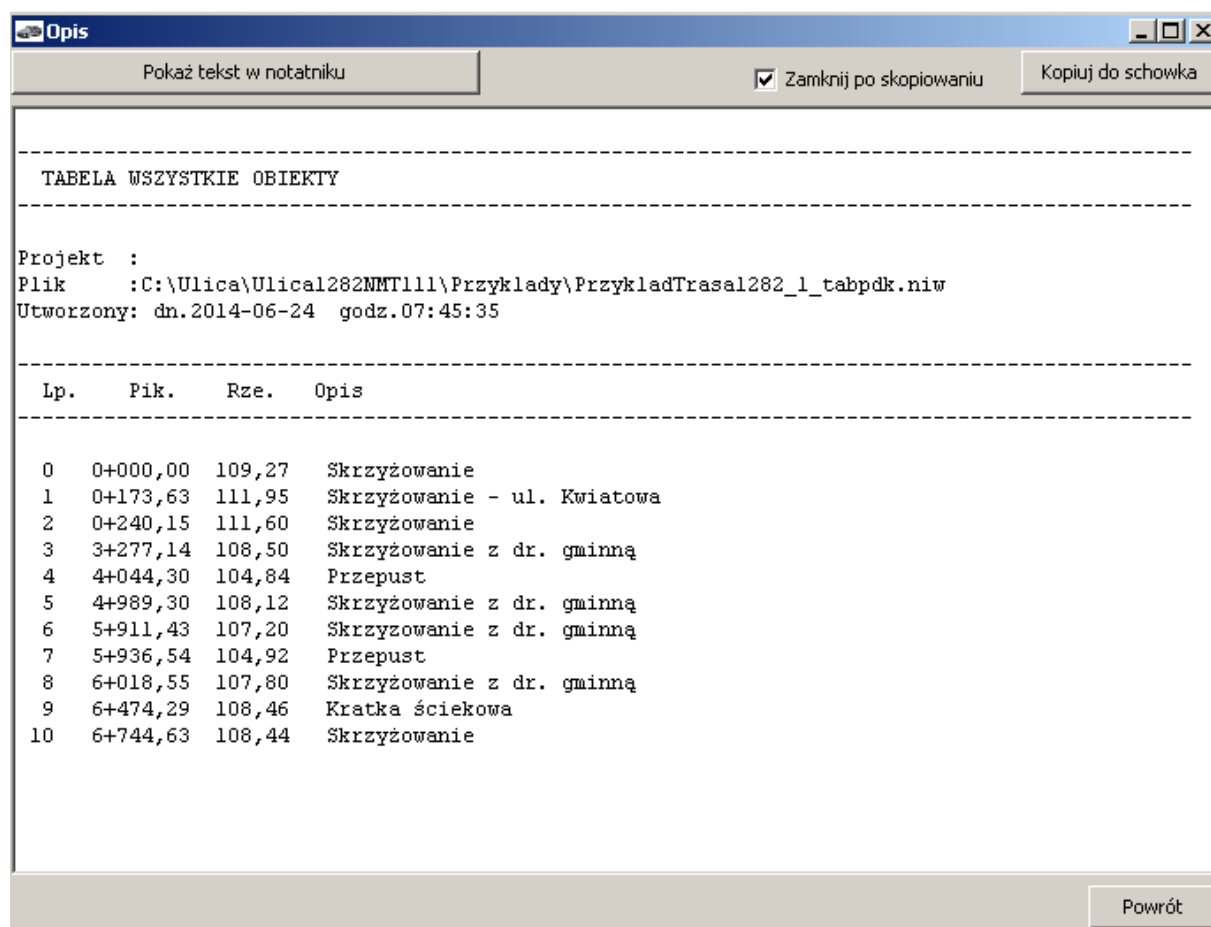 Opis
Pokaż tekst w notatniku
Zamknij po skopiowaniu
Kopiuj do schowka
------------------------------------------------------------------------------------------------
TABELA WSZYSTKIE OBIEKTY
------------------------------------------------------------------------------------------------
Projekt :
Plik :C:\Ulica\Ulica1282NMT111\Przyklady\PrzykladTrasa1282_1_tabpdk.niw
Utworzony: dn.2014-06-24 godz.07:45:35
------------------------------------------------------------------------------------------------
Lp. Pik. Rze. Opis
------------------------------------------------------------------------------------------------
0 0+000,00 109,27 Skrzyżowanie
1 0+173,63 111,95 Skrzyżowanie - ul. Kwiatowa
2 0+240,15 111,60 Skrzyżowanie
3 3+277,14 108,50 Skrzyżowanie z dr. gminną
4 4+044,30 104,84 Przepust
5 4+989,30 108,12 Skrzyżowanie z dr. gminną
6 5+911,43 107,20 Skrzyzowanie z dr. gminną
7 5+936,54 104,92 Przepust
8 6+018,55 107,80 Skrzyżowanie z dr. gminną
9 6+474,29 108,46 Kratka ściekowa
10 6+744,63 108,44 Skrzyżowanie
Powrót